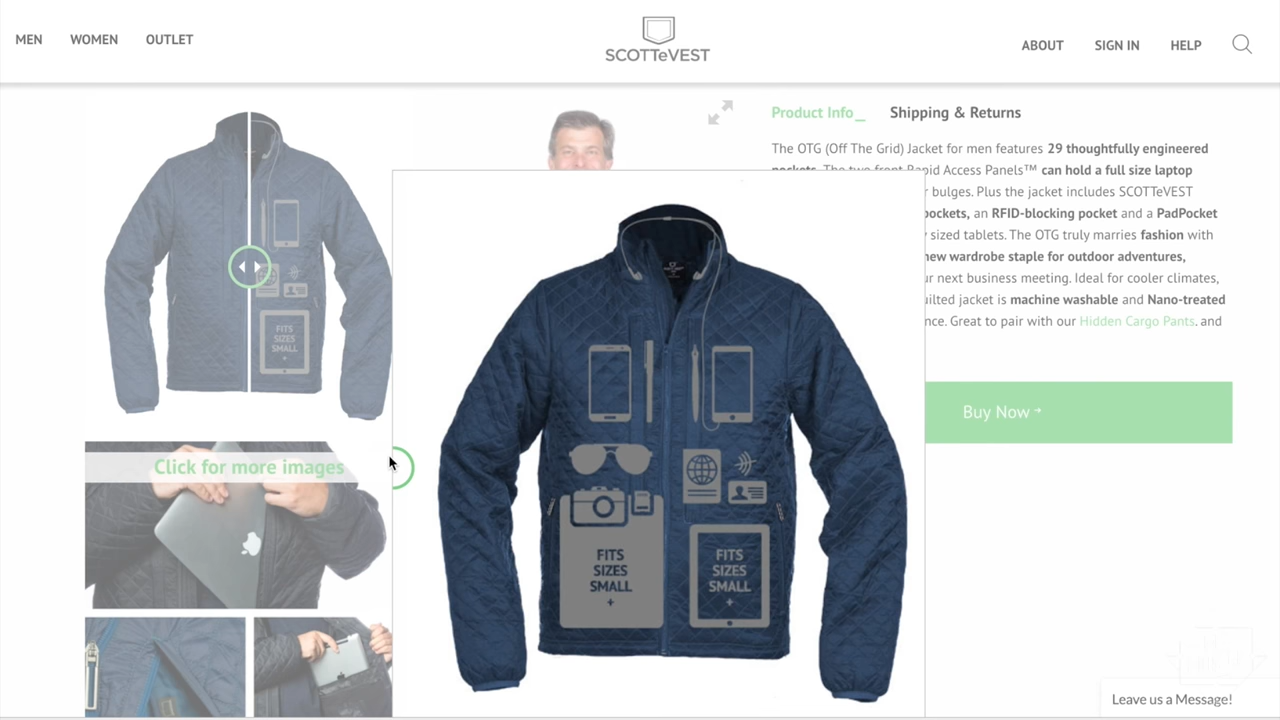 MEN WOMEN OUTLET
SCOTTeVEST
ABOUT SIGN IN HELP
Product Info_ Shipping & Returns
The OTG (Off The Grid) Jacket for men features 29 thoughtfully engineered
pockets. The two front Rapid Access Panels™ can hold a full size laptop
bulges. Plus the jacket includes SCOTTeVEST
pockets, an RFID-blocking pocket and a PadPocket
sized tablets. The OTG truly marries fashion with
new wardrobe staple for outdoor adventures,
next business meeting. Ideal for cooler climates,
jacket is machine washable and Nano-treated
Great to pair with our Hidden Cargo Pants. and
Buy Now
FITS
SIZES
SMALL
+
Click for more images
FITS
SIZES
SMALL
+
FITS
SIZES
SMALL
+
Leave us a Message!